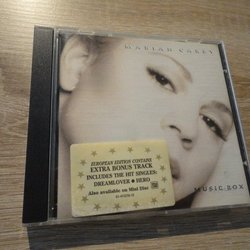 MARIAH CAREY
EUROPEAN EDITION CONTAINS
EXTRA BONUS TRACK
INCLUDES THE HIT SINGLES:
DREAMLOVER ● HERO
Also available on Mini Disc
MUSIC BOX